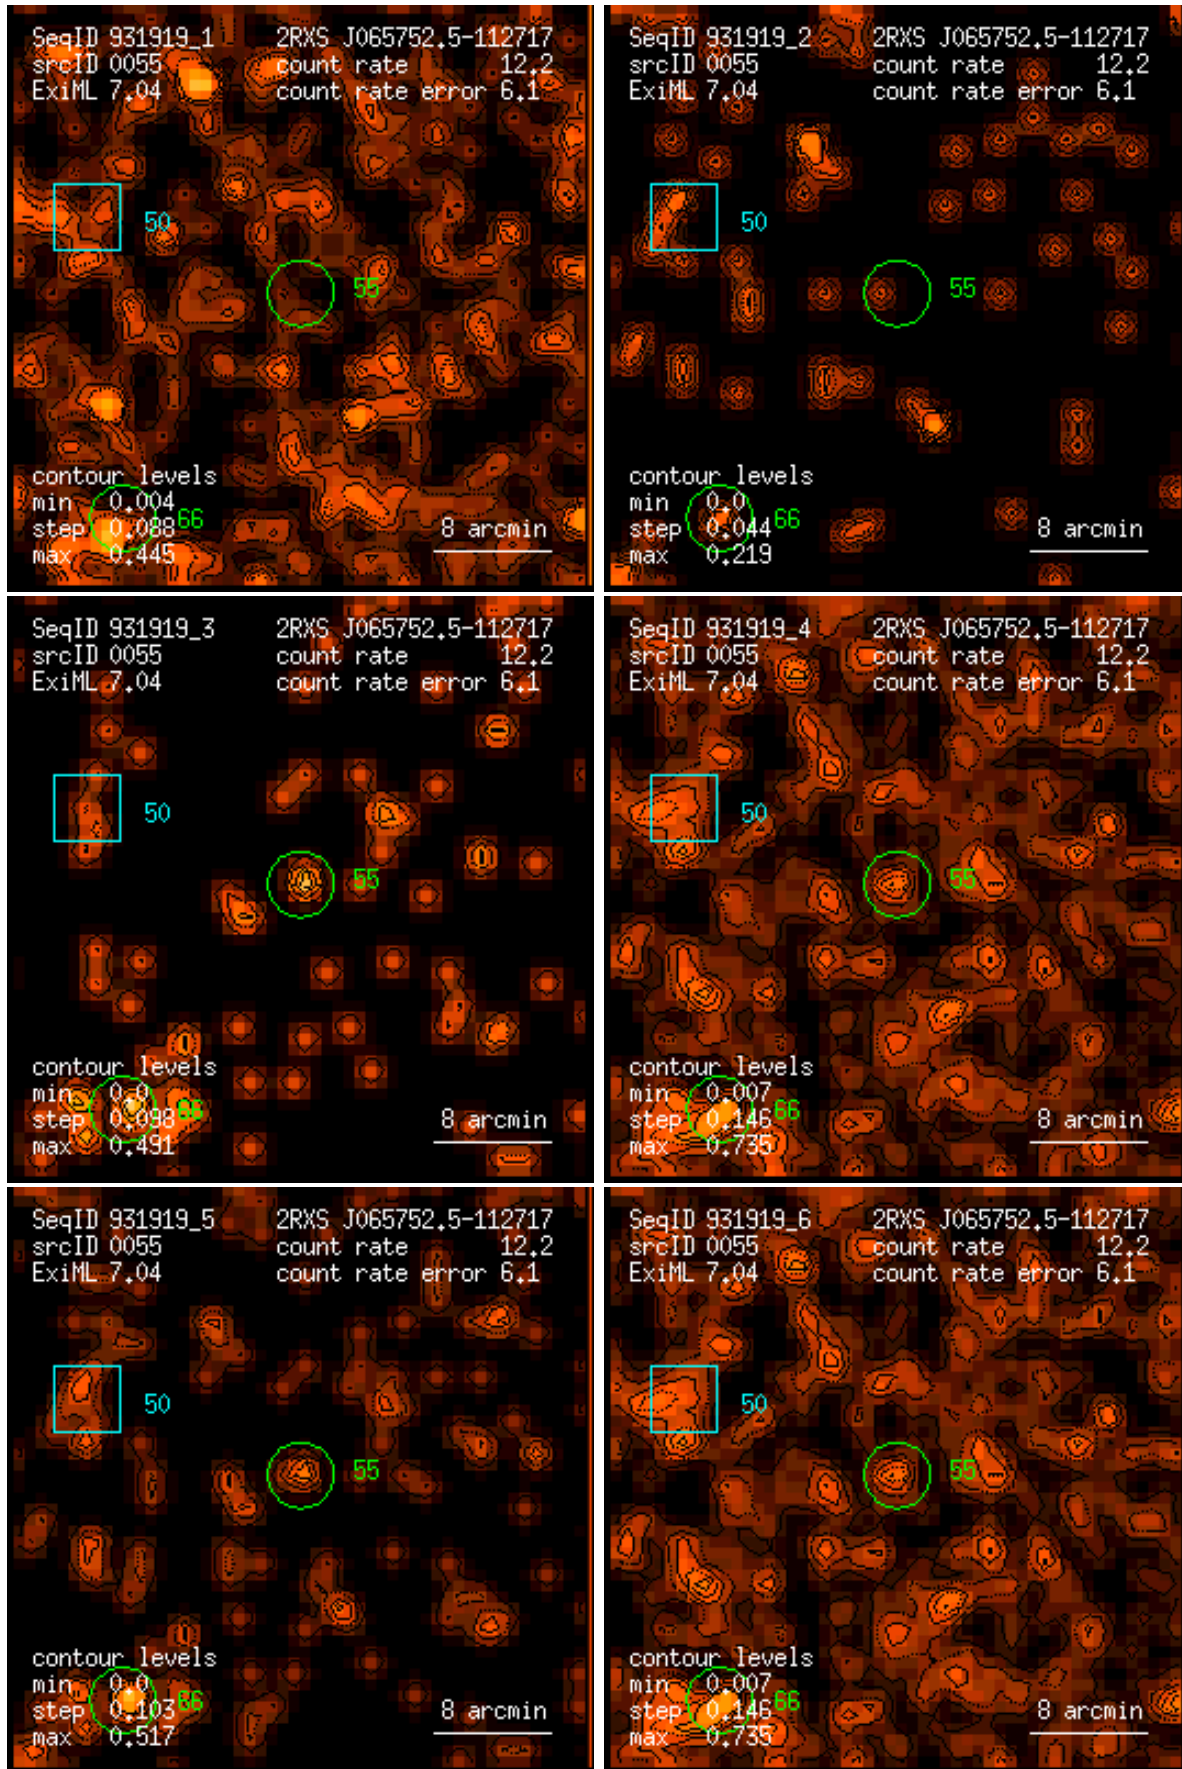 SeqID 931919_1 2RXS J065752.5-112717
srcID 0055 count rate 12.2
ExiML 7.04 count rate error 6.1
50
55
contour levels
min 0.004
step 0.088 66 8 arcmin
max 0.445
SeqID 931919_2 2RXS J065752.5-112717
srcID 0055 count rate 12.2
ExiML 7.04 count rate error 6.1
50
55
contour levels
min 0.0
step 0.044 66 8 arcmin
max 0.219
SeqID 931919_3 2RXS J065752.5-112717
srcID 0055 count rate 12.2
ExiML 7.04 count rate error 6.1
50
55
contour levels
min 0.0
step 0.098 66 8 arcmin
max 0.491
SeqID 931919_4 2RXS J065752.5-112717
srcID 0055 count rate 12.2
ExiML 7.04 count rate error 6.1
50
55
contour levels
min 0.007
step 0.146 66 8 arcmin
max 0.735
SeqID 931919_5 2RXS J065752.5-112717
srcID 0055 count rate 12.2
ExiML 7.04 count rate error 6.1
50
55
contour levels
min 0.0
step 0.103 66 8 arcmin
max 0.517
SeqID 931919_6 2RXS J065752.5-112717
srcID 0055 count rate 12.2
ExiML 7.04 count rate error 6.1
50
55
contour levels
min 0.007
step 0.146 66 8 arcmin
max 0.735